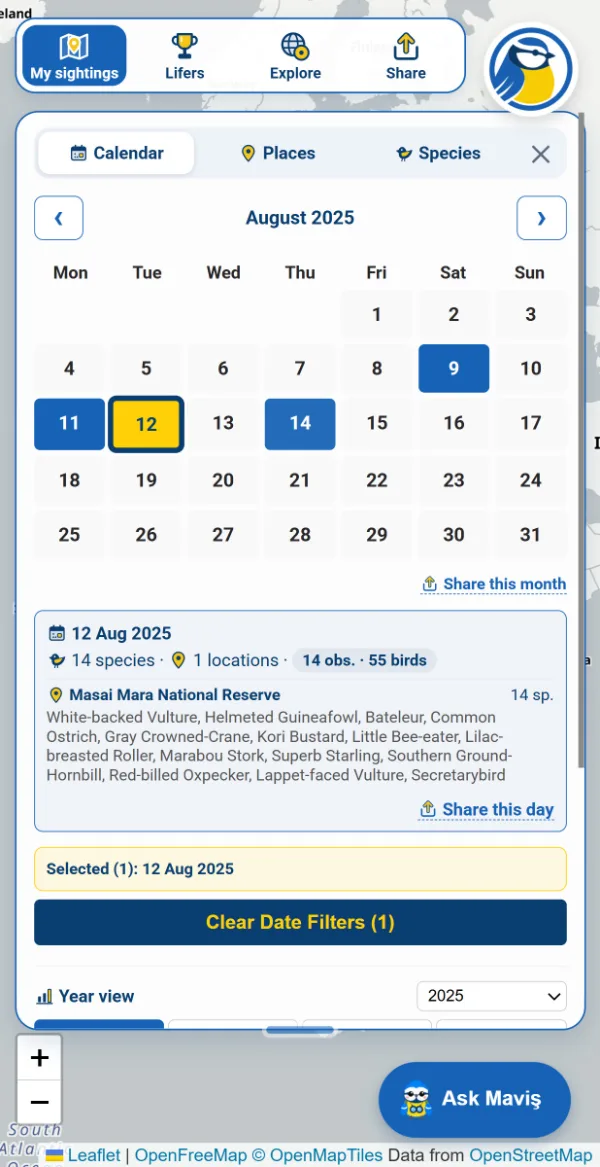 eland
My sightings
Lifers
Explore
Share
Calendar
Places
Species
August 2025
Mon Tue Wed Thu Fri Sat Sun
1 2 3
4 5 6 7 8 9 10
11 12 13 14 15 16 17
18 19 20 21 22 23 24
25 26 27 28 29 30 31
Share this month
12 Aug 2025
14 species · 1 locations · 14 obs. · 55 birds
Masai Mara National Reserve 14 sp.
White-backed Vulture, Helmeted Guineafowl, Bateleur, Common
Ostrich, Gray Crowned-Crane, Kori Bustard, Little Bee-eater, Lilac-
breasted Roller, Marabou Stork, Superb Starling, Southern Ground-
Hornbill, Red-billed Oxpecker, Lappet-faced Vulture, Secretarybird
Share this day
Selected (1): 12 Aug 2025
Clear Date Filters (1)
Year view 2025
+
−
Ask Maviş
South
Leaflet | OpenFreeMap © OpenMapTiles Data from OpenStreetMap